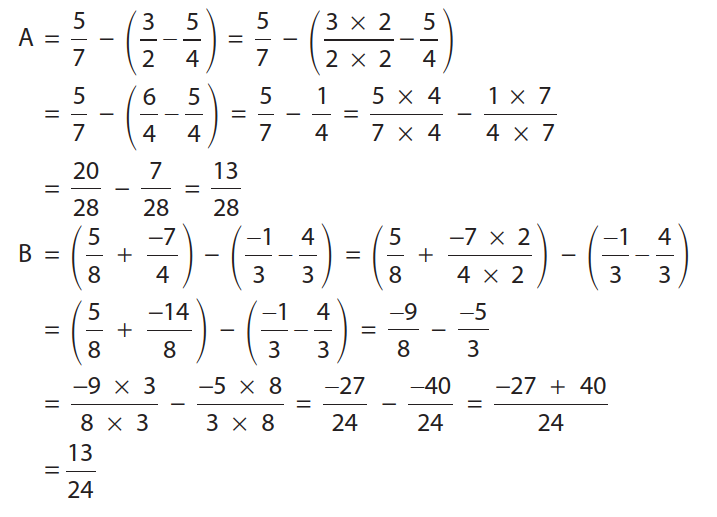 A = 5/7 − (3/2 − 5/4) = 5/7 − ((3 × 2)/(2 × 2) − 5/4)
= 5/7 − (6/4 − 5/4) = 5/7 − 1/4 = (5 × 4)/(7 × 4) − (1 × 7)/(4 × 7)
= 20/28 − 7/28 = 13/28
B = (5/8 + −7/4) − (−1/3 − 4/3) = (5/8 + (−7 × 2)/(4 × 2)) − (−1/3 − 4/3)
= (5/8 + −14/8) − (−1/3 − 4/3) = −9/8 − −5/3
= (−9 × 3)/(8 × 3) − (−5 × 8)/(3 × 8) = −27/24 − −40/24 = (−27 + 40)/24
= 13/24